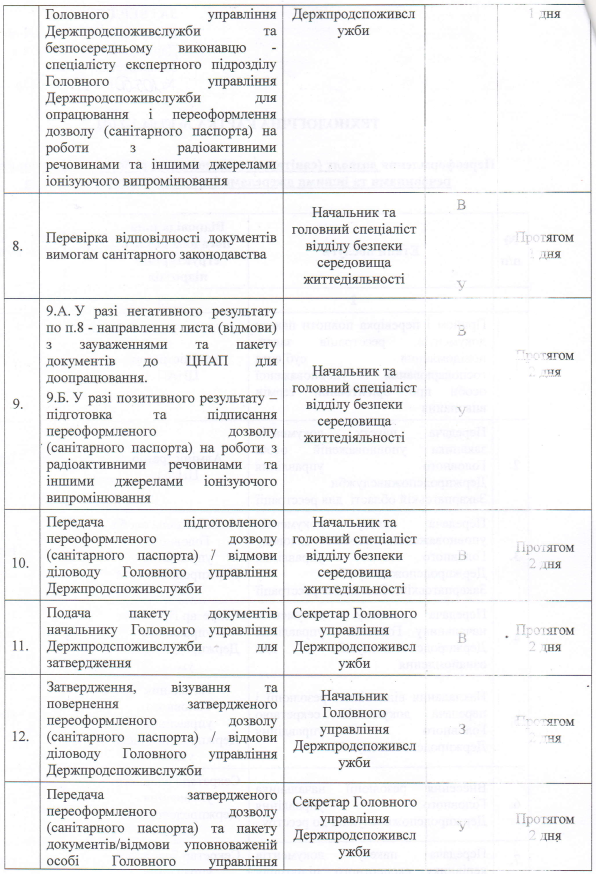 Головного управління
Держпродспоживслужби та
безпосередньому виконавцю -
спеціалісту експертного підрозділу
Головного управління
Держпродспоживслужби для
опрацювання і переоформлення
дозволу (санітарного паспорта) на
роботи з радіоактивними
речовинами та іншими джерелами
іонізуючого випромінювання
Держпродспоживсл
ужби
1 дня
8.
Перевірка відповідності документів
вимогам санітарного законодавства
Начальник та
головний спеціаліст
відділу безпеки
середовища
життєдіяльності
В
У
Протягом
1 дня
9.
9.А. У разі негативного результату
по п.8 - направлення листа (відмови)
з зауваженнями та пакету
документів до ЦНАП для
доопрацювання.
9.Б. У разі позитивного результату –
підготовка та підписання
переоформленого дозволу
(санітарного паспорта) на роботи з
радіоактивними речовинами та
іншими джерелами іонізуючого
випромінювання
Начальник та
головний спеціаліст
відділу безпеки
середовища
життєдіяльності
В
У
Протягом
2 дня
10.
Передача підготовленого
переоформленого дозволу
(санітарного паспорта) / відмови
діловоду Головного управління
Держпродспоживслужби
Начальник та
головний спеціаліст
відділу безпеки
середовища
життєдіяльності
В
Протягом
2 дня
11.
Подача пакету документів
начальнику Головного управління
Держпродспоживслужби для
затвердження
Секретар Головного
управління
Держпродспоживсл
ужби
В
Протягом
2 дня
12.
Затвердження, візування та
повернення затвердженого
переоформленого дозволу
(санітарного паспорта) / відмови
діловоду Головного управління
Держпродспоживслужби
Начальник
Головного
управління
Держпродспоживсл
ужби
З
Протягом
2 дня
Передача затвердженого
переоформленого дозволу
(санітарного паспорта) та пакету
документів/відмови уповноваженій
особі Головного управління
Секретар Головного
управління
Держпродспоживсл
ужби
У
Протягом
2 дня